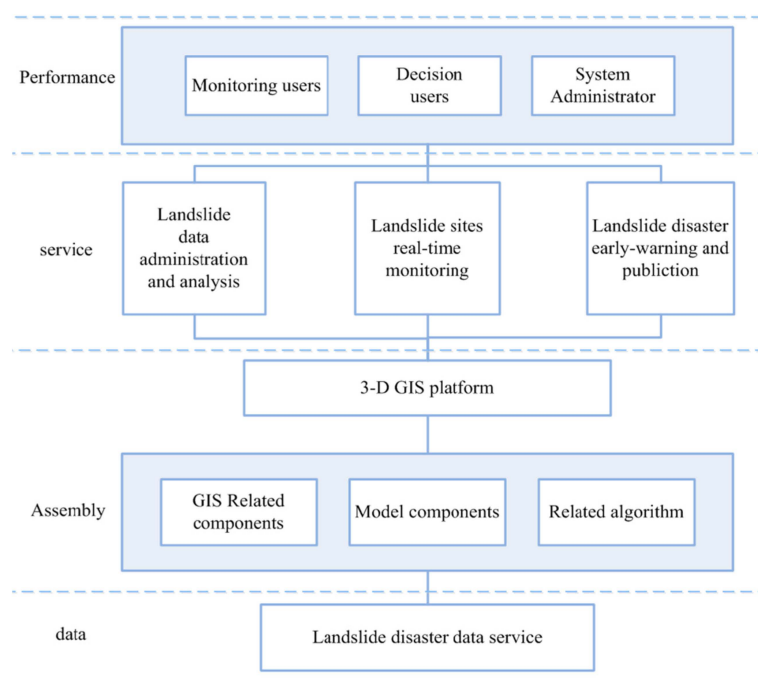 Performance
Monitoring users
Decision
users
System
Administrator
service
Landslide
data
administration
and analysis
Landslide sites
real-time
monitoring
Landslide disaster
early-warning and
publiction
3-D GIS platform
Assembly
GIS Related
components
Model components
Related algorithm
data
Landslide disaster data service